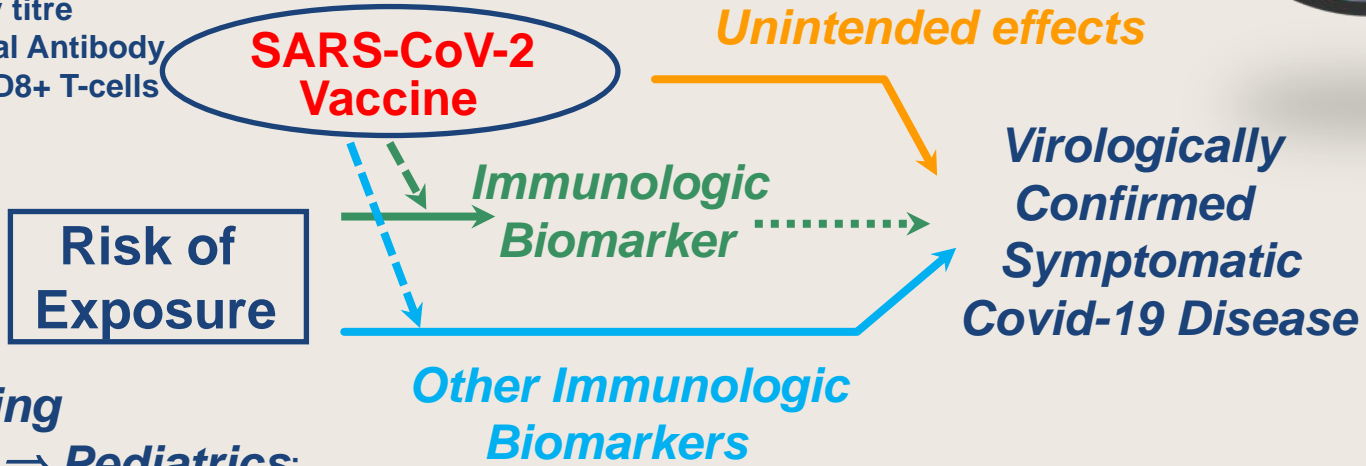 titre
al Antibody
D8+ T-cells
SARS-CoV-2
Vaccine
Unintended effects
Immunologic
Biomarker
Virologically
Confirmed
Symptomatic
Covid-19 Disease
Risk of
Exposure
Other Immunologic
Biomarkers
ing
→ Pediatrics: